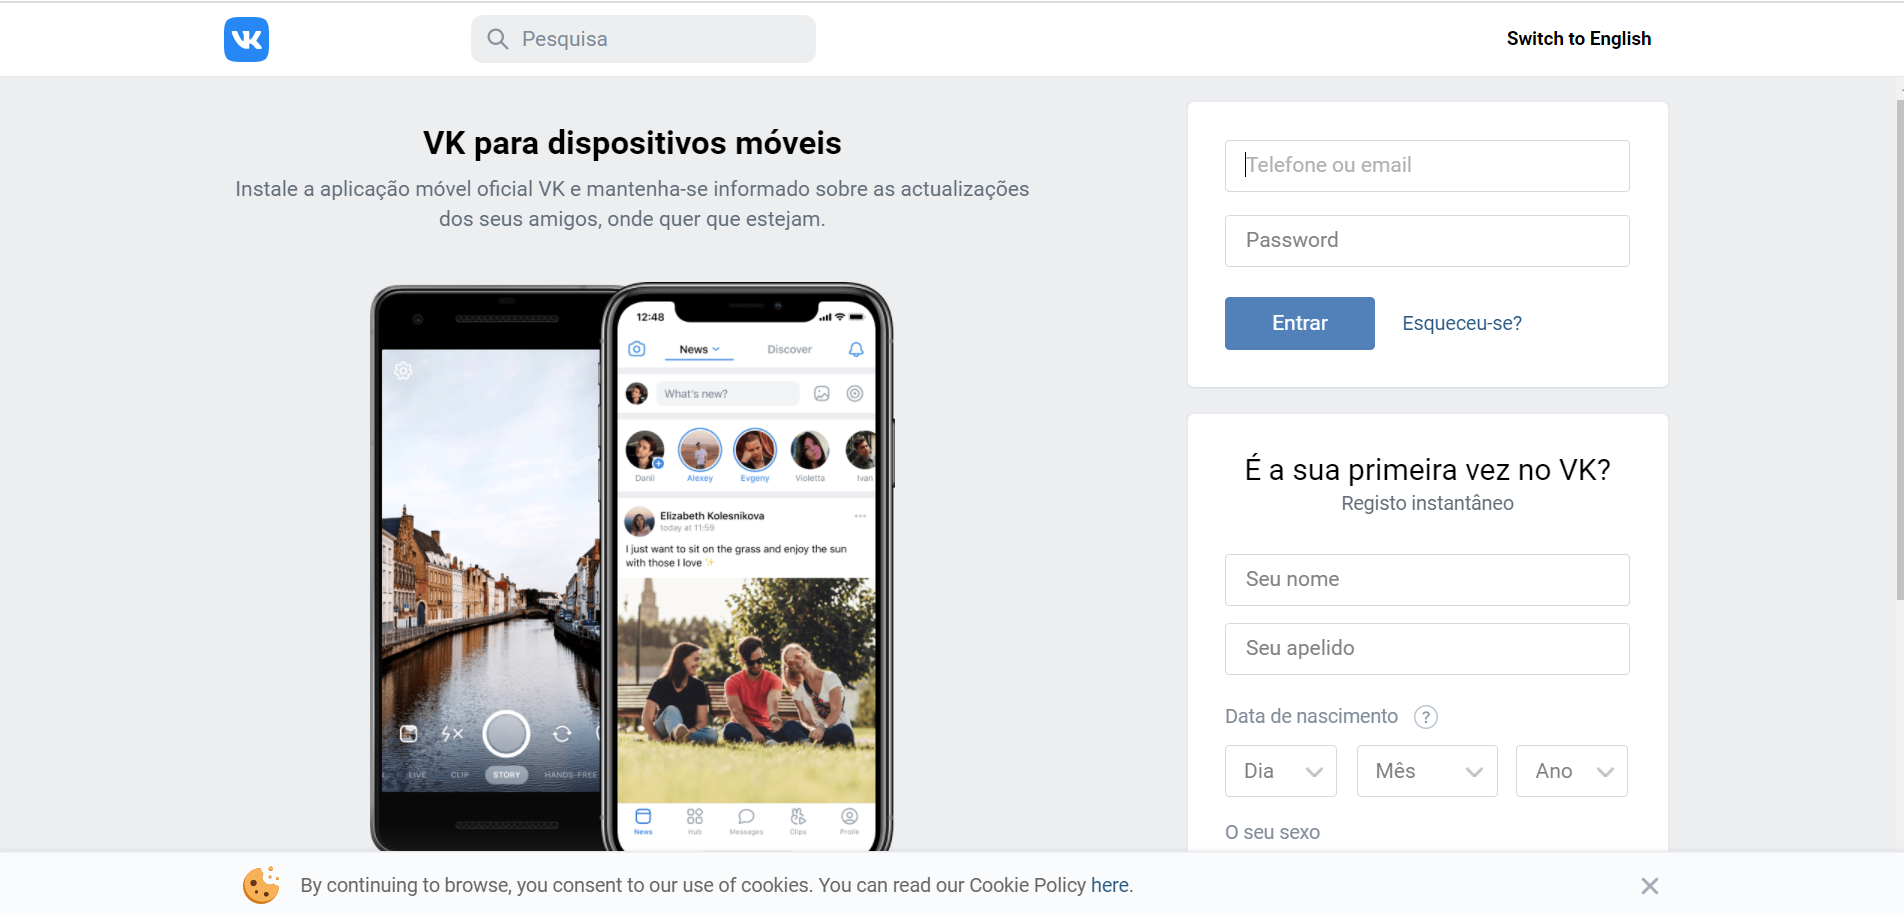 VK
Pesquisa
Switch to English
VK para dispositivos móveis
Instale a aplicação móvel oficial VK e mantenha-se informado sobre as actualizações
dos seus amigos, onde quer que estejam.
LIVE
CLIP
STORY
HANDS-FREE
12:48
News
Discover
What's new?
Danil
Alexey
Evgeny
Violetta
Ivan
Elizabeth Kolesnikova
today at 11:59
I just want to sit on the grass and enjoy the sun
with those I love ✨
News
Hub
Messages
Clips
Profile
Telefone ou email
Password
Entrar
Esqueceu-se?
É a sua primeira vez no VK?
Registo instantâneo
Seu nome
Seu apelido
Data de nascimento ?
Dia
Mês
Ano
O seu sexo
By continuing to browse, you consent to our use of cookies. You can read our Cookie Policy here.